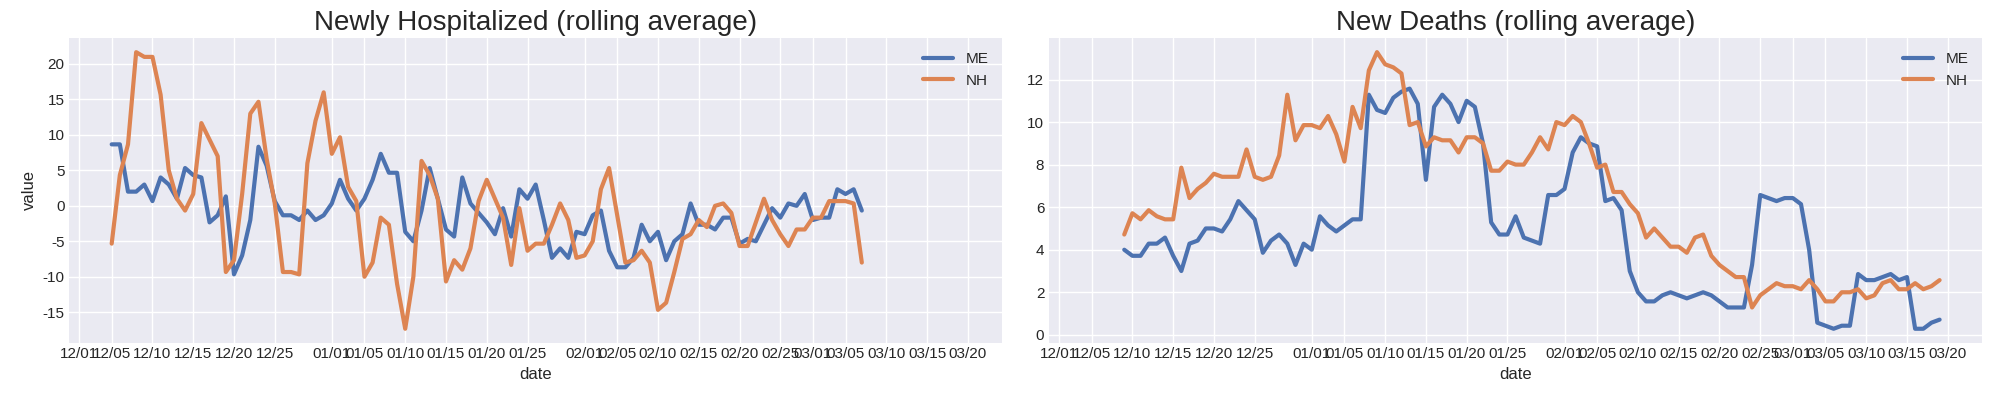 Newly Hospitalized (rolling average)
value
20
15
10
5
0
-5
-10
-15
ME
NH
12/01 12/05 12/10 12/15 12/20 12/25 01/01 01/05 01/10 01/15 01/20 01/25 02/01 02/05 02/10 02/15 02/20 02/25 03/01 03/05 03/10 03/15 03/20
date
New Deaths (rolling average)
12
10
8
6
4
2
0
ME
NH
12/01 12/05 12/10 12/15 12/20 12/25 01/01 01/05 01/10 01/15 01/20 01/25 02/01 02/05 02/10 02/15 02/20 02/25 03/01 03/05 03/10 03/15 03/20
date